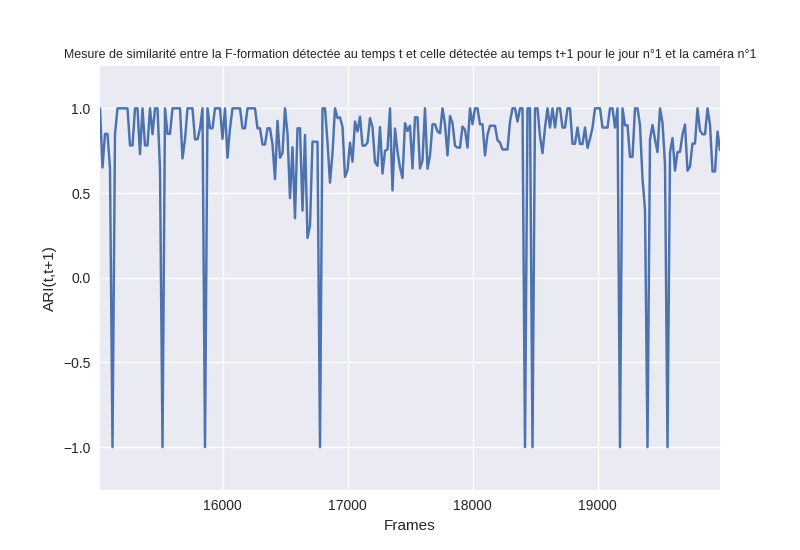 Mesure de similarité entre la F-formation détectée au temps t et celle détectée au temps t+1 pour le jour n°1 et la caméra n°1
1.0
0.5
0.0
−0.5
−1.0
ARI(t,t+1)
16000 17000 18000 19000
Frames